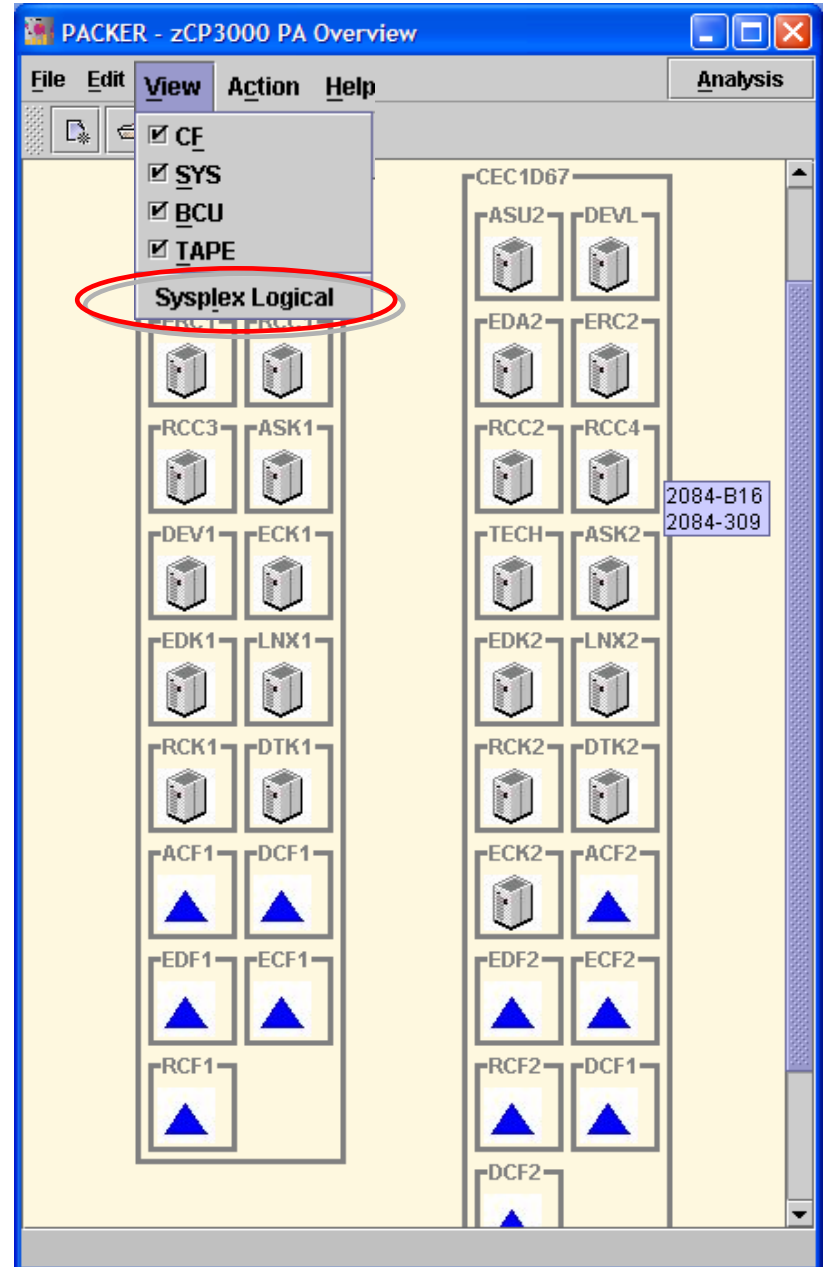 PACKER - zCP3000 PA Overview
File Edit View Action Help Analysis
CF
SYS
BCU
TAPE
Sysplex Logical
ERC1 RCC1
RCC3 ASK1
DEV1 ECK1
EDK1 LNX1
RCK1 DTK1
ACF1 DCF1
EDF1 ECF1
RCF1
CEC1D67
ASU2 DEVL
EDA2 ERC2
RCC2 RCC4
2084-B16
2084-309
TECH ASK2
EDK2 LNX2
RCK2 DTK2
ECK2 ACF2
EDF2 ECF2
RCF2 DCF1
DCF2